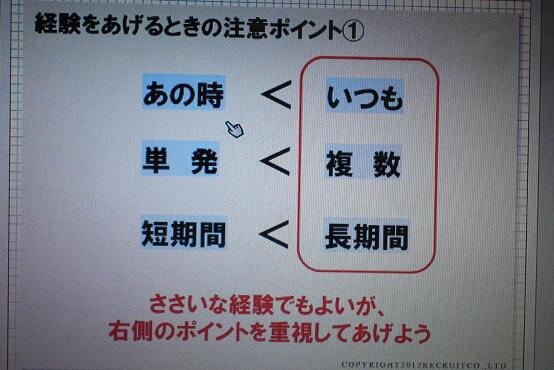 経験をあげるときの注意ポイント①
あの時 < いつも
単発 < 複数
短期間 < 長期間
ささいな経験でもよいが、
右側のポイントを重視してあげよう
COPYRIGHT2012RECRUITCO.,LTD